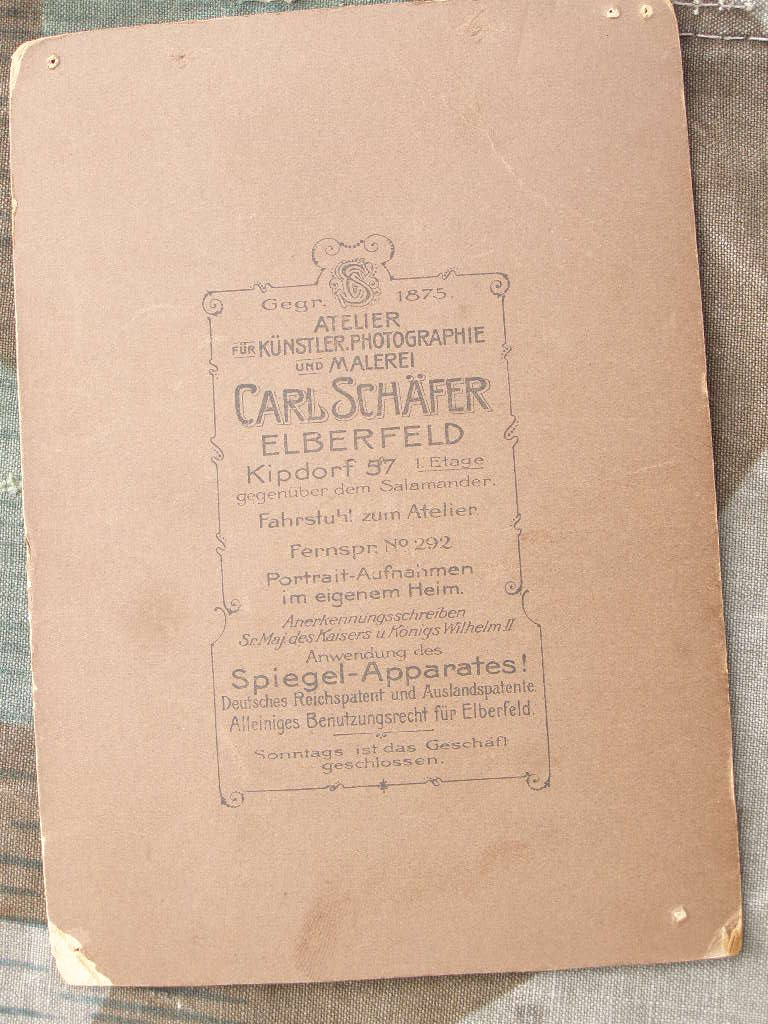 Gegr. 1875.
ATELIER
FÜR KÜNSTLER.PHOTOGRAPHIE
UND MALEREI
CARL SCHÄFER
ELBERFELD
Kipdorf 57 I. Etage
gegenüber dem Salamander.
Fahrstuhl zum Atelier
Fernspr. No 292
Portrait-Aufnahmen
im eigenem Heim.
Anerkennungsschreiben
Sr. Maj. des Kaisers u. Königs Wilhelm II
Anwendung des
Spiegel-Apparates!
Deutsches Reichspatent und Auslandspatente.
Alleiniges Benutzungsrecht für Elberfeld.
Sonntags ist das Geschäft
geschlossen.